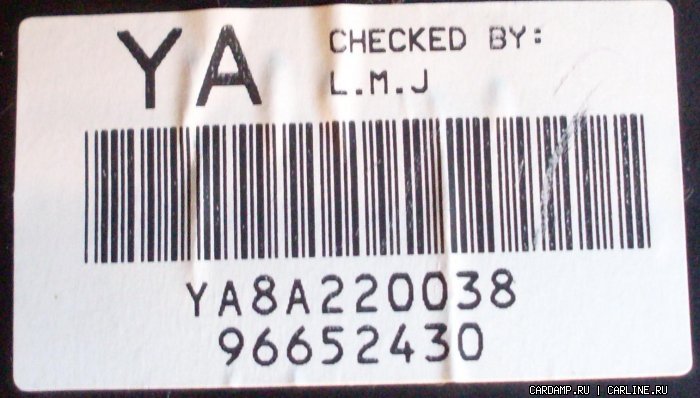 YA
CHECKED BY:
L.M.J
YA8A220038
96652430
CARDAMP.RU | CARLINE.RU